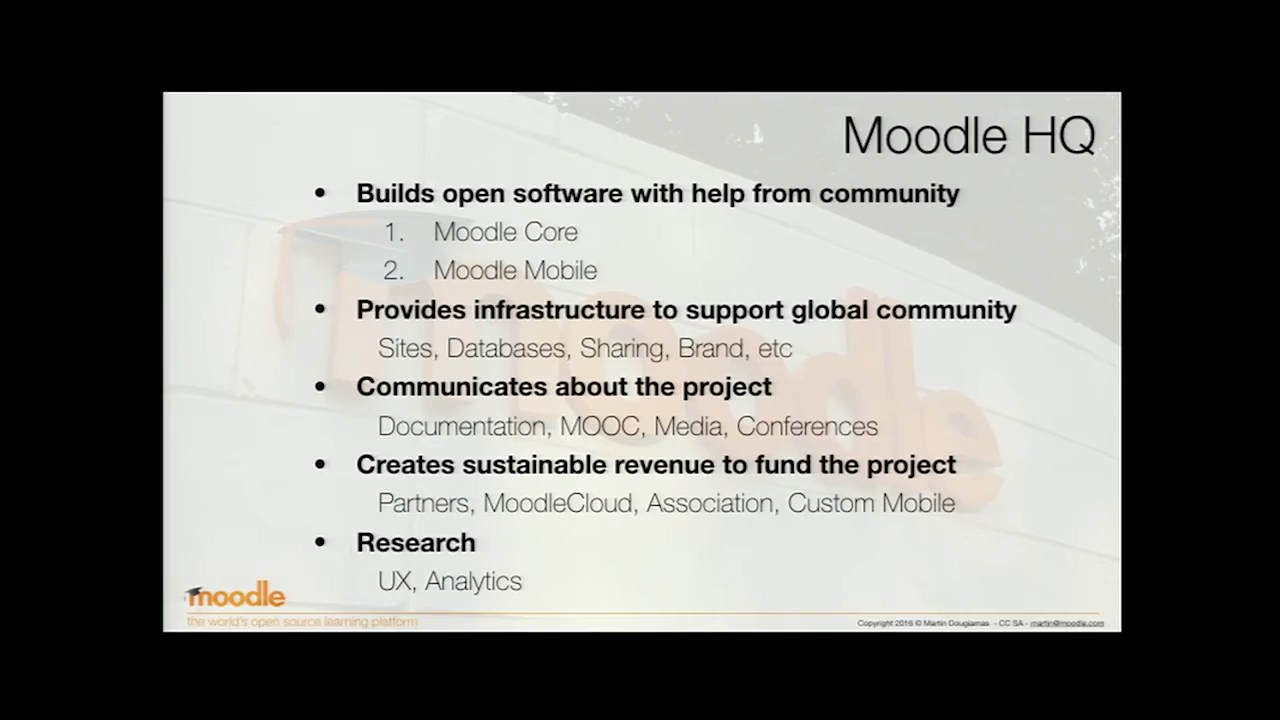 Moodle HQ
• Builds open software with help from community
1. Moodle Core
2. Moodle Mobile
• Provides infrastructure to support global community
Sites, Databases, Sharing, Brand, etc
• Communicates about the project
Documentation, MOOC, Media, Conferences
• Creates sustainable revenue to fund the project
Partners, MoodleCloud, Association, Custom Mobile
• Research
UX, Analytics
moodle
the world's open source learning platform
Copyright 2016 © Martin Dougiamas - CC SA - martin@moodle.com
moodle